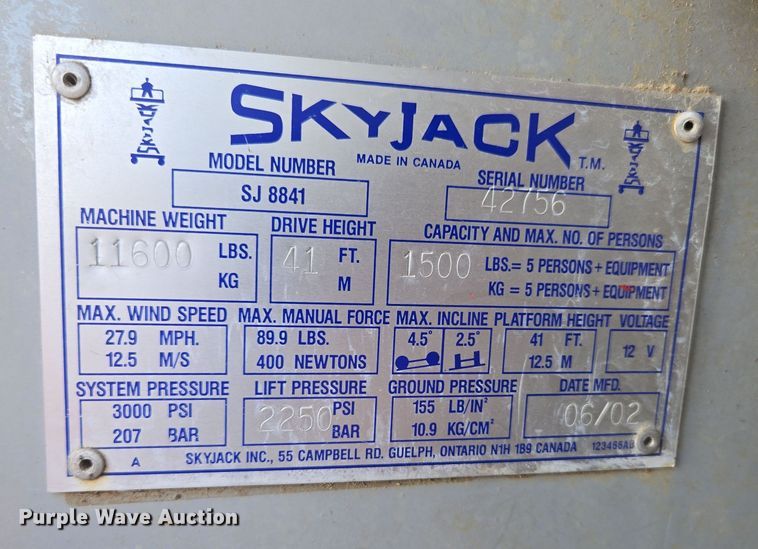 SKYJACK T.M.
MADE IN CANADA
MODEL NUMBER
SJ 8841
SERIAL NUMBER
42756
MACHINE WEIGHT
11600 LBS.
KG
DRIVE HEIGHT
41 FT.
M
CAPACITY AND MAX. NO. OF PERSONS
1500 LBS.= 5 PERSONS + EQUIPMENT
KG = 5 PERSONS + EQUIPMENT
MAX. WIND SPEED
27.9 MPH.
12.5 M/S
MAX. MANUAL FORCE
89.9 LBS.
400 NEWTONS
MAX. INCLINE
4.5° 2.5°
PLATFORM HEIGHT
41 FT.
12.5 M
VOLTAGE
12 V
SYSTEM PRESSURE
3000 PSI
207 BAR
LIFT PRESSURE
2250 PSI
BAR
GROUND PRESSURE
155 LB/IN²
10.9 KG/CM²
DATE MFD.
06/02
A SKYJACK INC., 55 CAMPBELL RD. GUELPH, ONTARIO N1H 1B9 CANADA
Purple Wave Auction